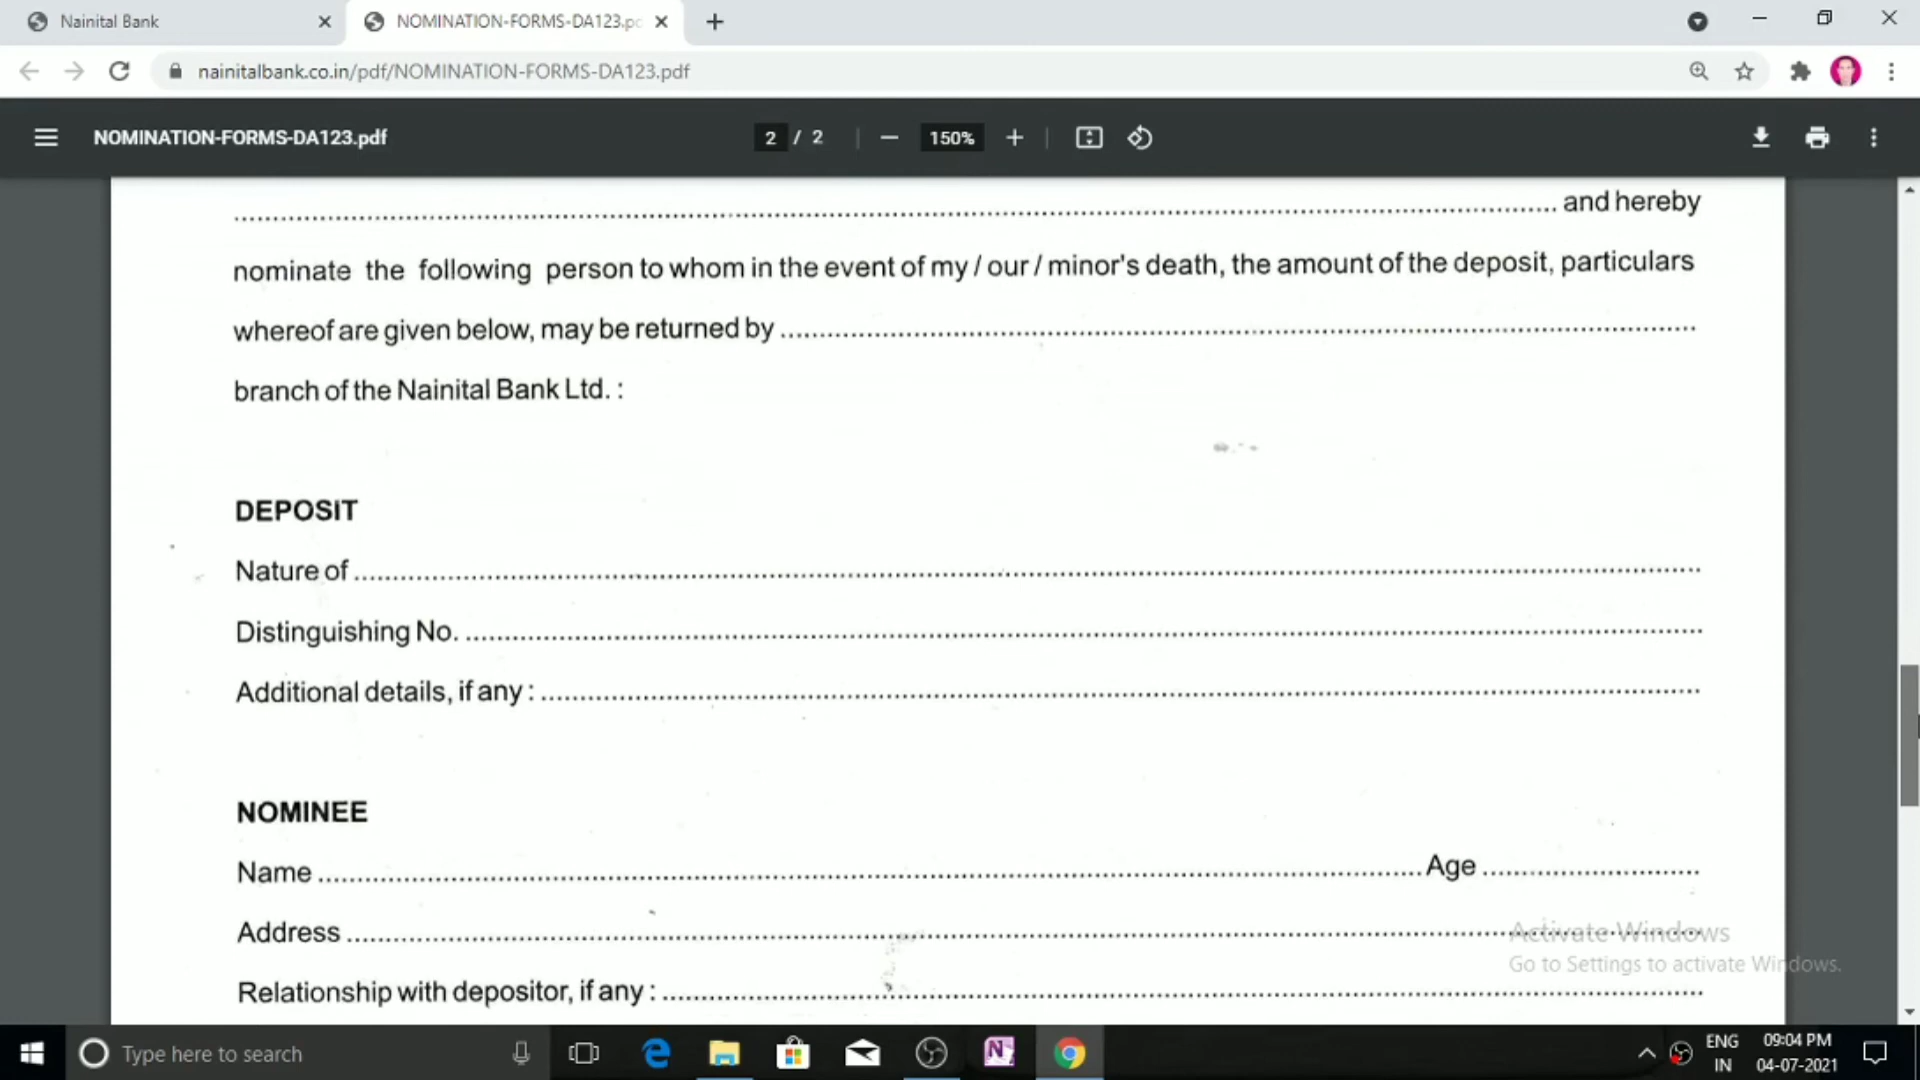 Nainital Bank
NOMINATION-FORMS-DA123.pc
nainitalbank.co.in/pdf/NOMINATION-FORMS-DA123.pdf
NOMINATION-FORMS-DA123.pdf
2 / 2
150%
and hereby
nominate the following person to whom in the event of my / our / minor's death, the amount of the deposit, particulars
whereof are given below, may be returned by
branch of the Nainital Bank Ltd. :
DEPOSIT
Nature of
Distinguishing No.
Additional details, if any :
NOMINEE
Name Age
Address
Relationship with depositor, if any :
Activate Windows
Go to Settings to activate Windows.
Type here to search
ENG
IN
09:04 PM
04-07-2021